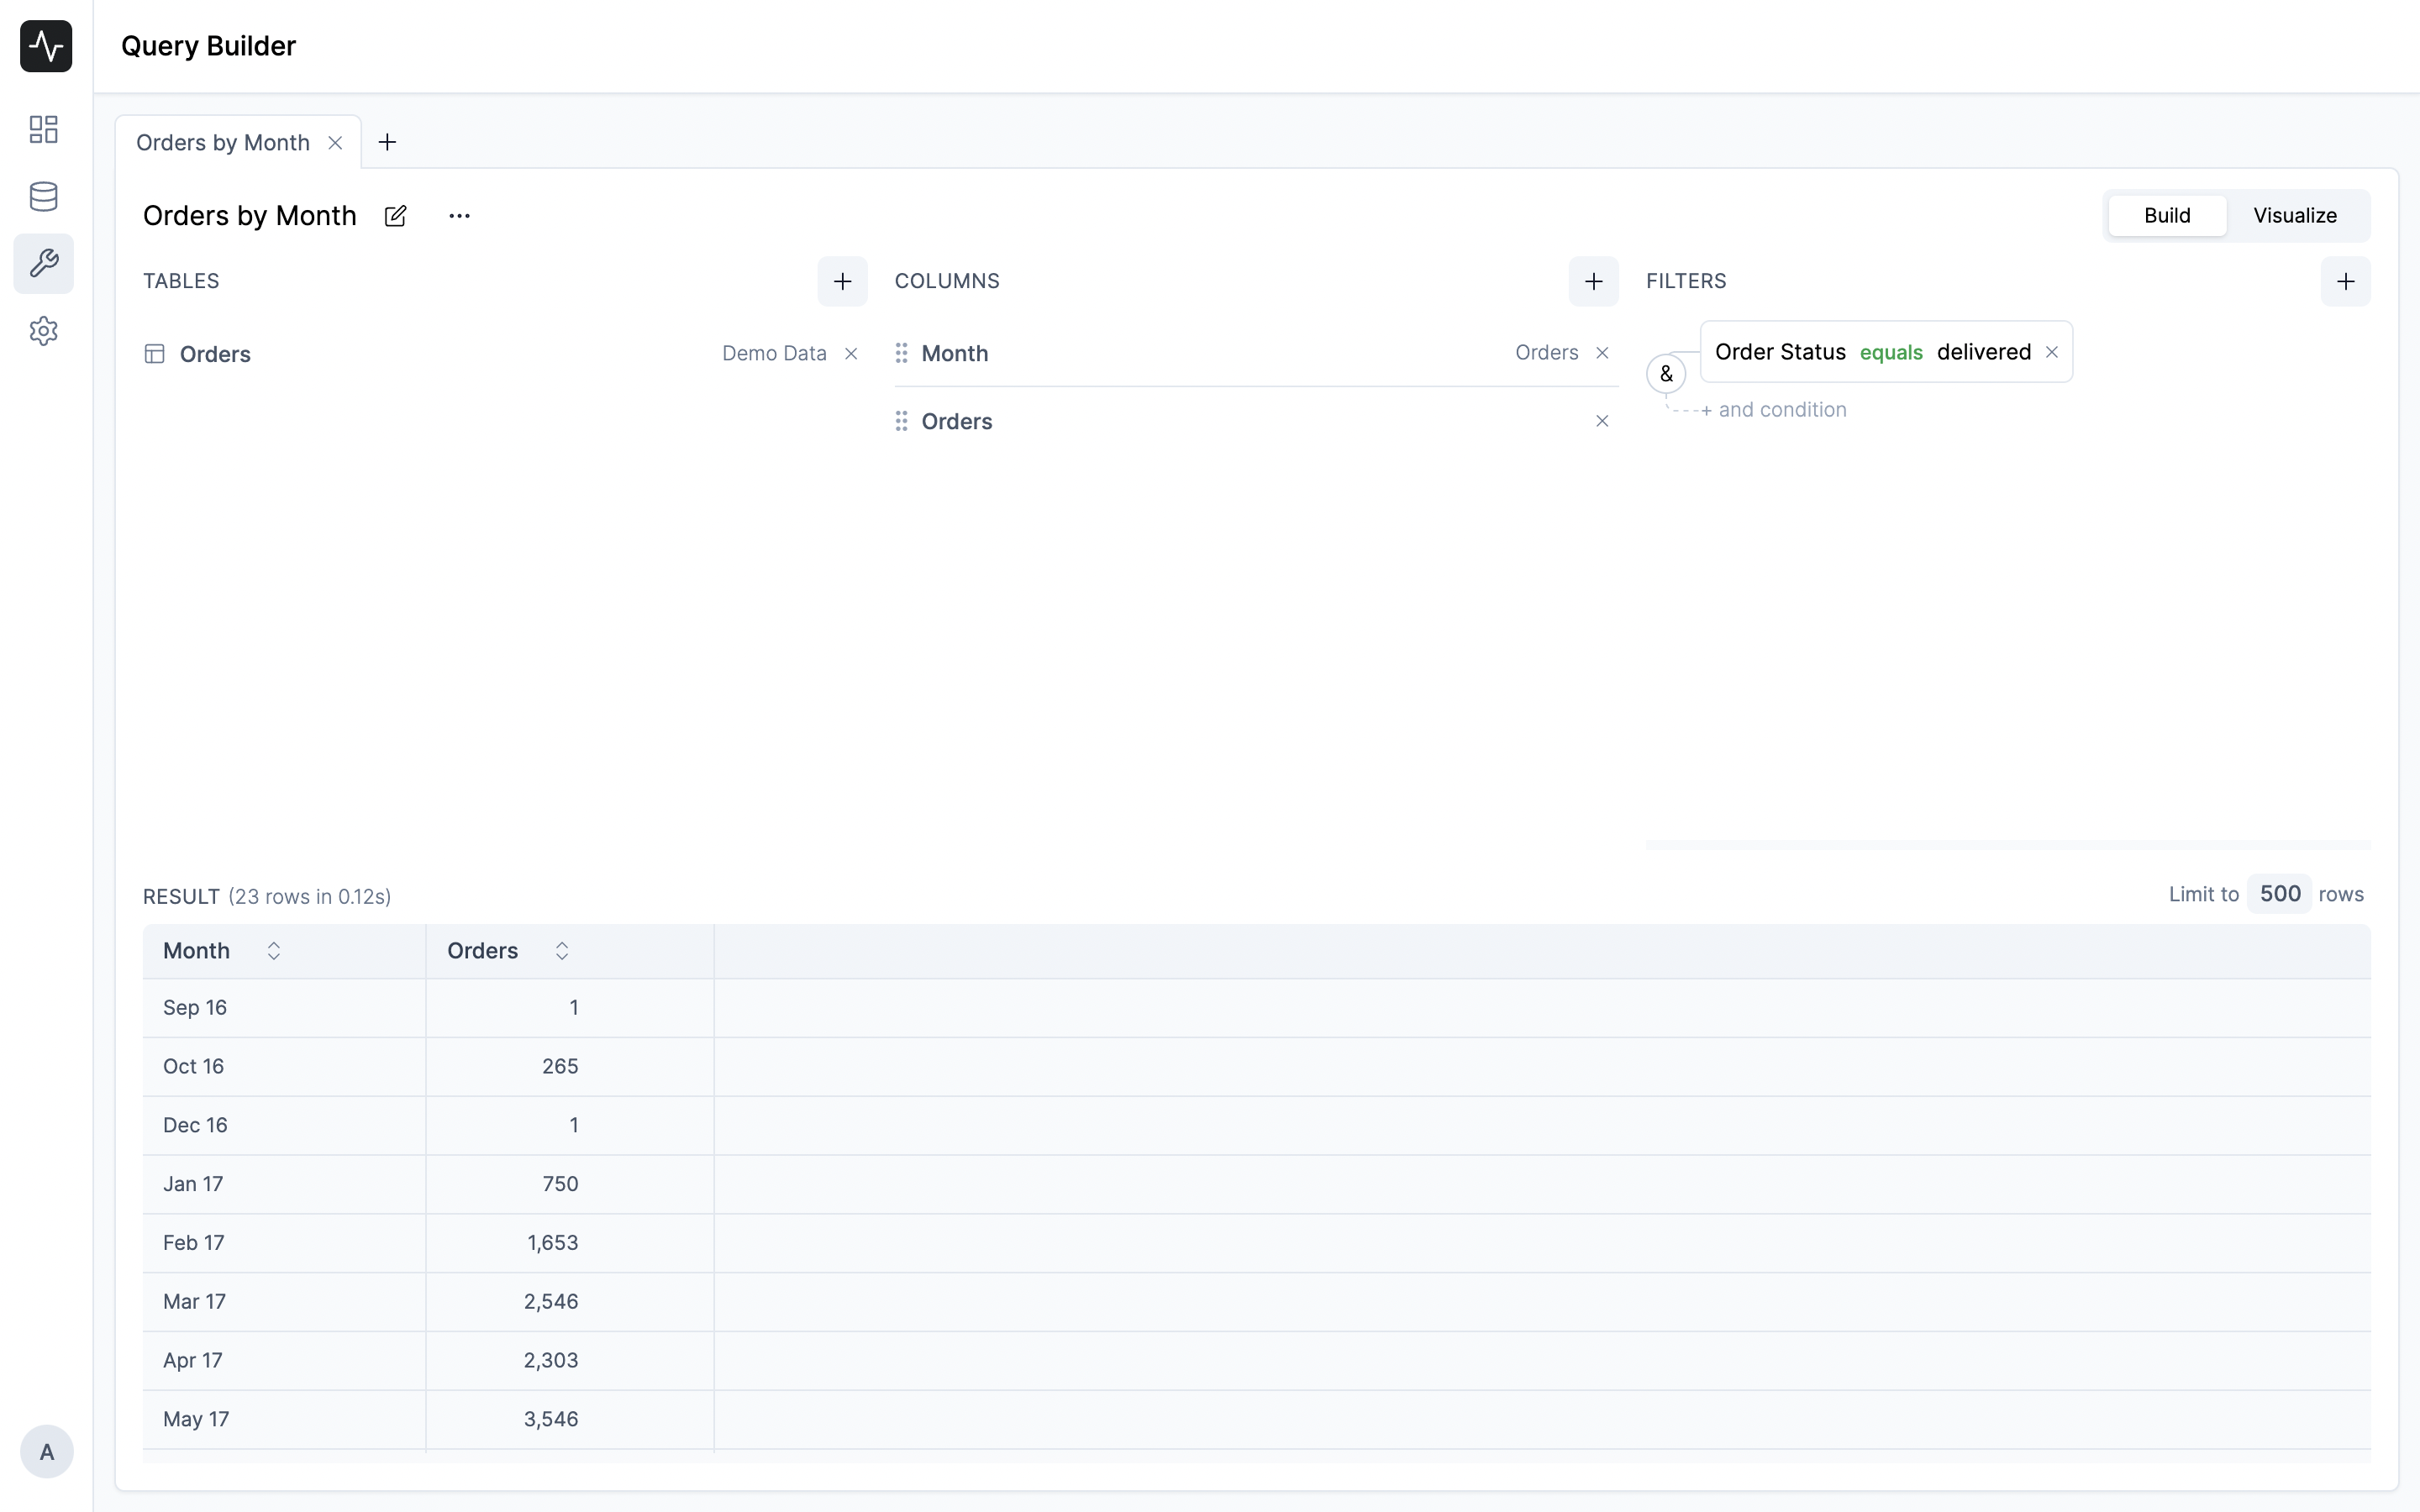 Query Builder
Orders by Month
Orders by Month
Build Visualize
TABLES
Orders Demo Data
COLUMNS
Month Orders
Orders
FILTERS
& Order Status equals delivered
+ and condition
RESULT (23 rows in 0.12s)
Limit to 500 rows
Month Orders
Sep 16 1
Oct 16 265
Dec 16 1
Jan 17 750
Feb 17 1,653
Mar 17 2,546
Apr 17 2,303
May 17 3,546
A